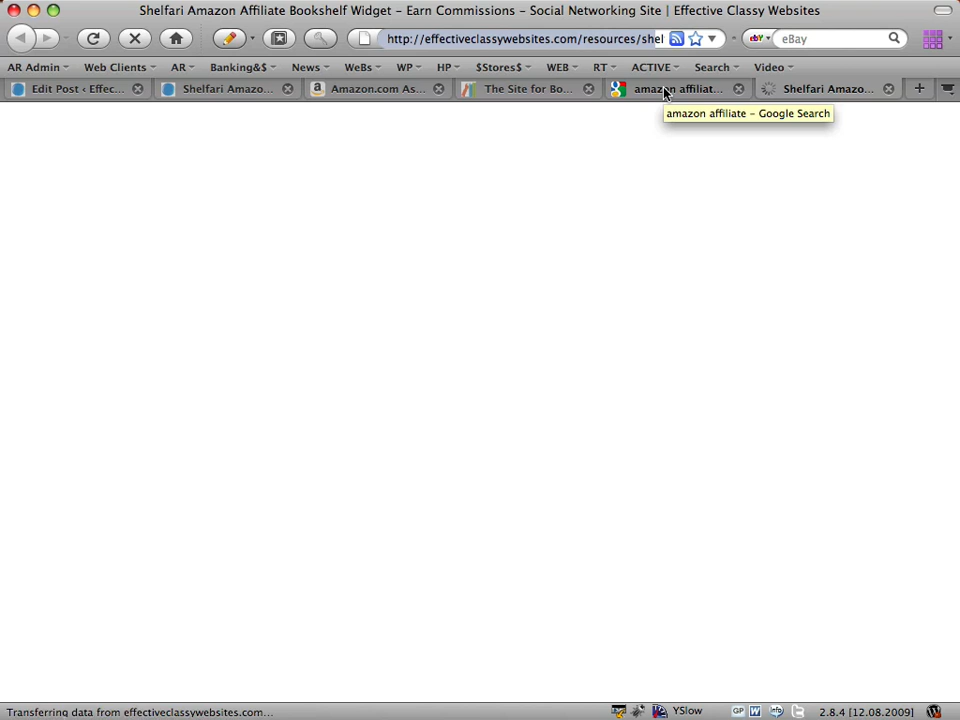 Shelfari Amazon Affiliate Bookshelf Widget – Earn Commissions – Social Networking Site | Effective Classy Websites
http://effectiveclassywebsites.com/resources/shel
eBay
AR Admin Web Clients AR Banking&$ News WeBs WP HP $Stores$ WEB RT ACTIVE Search Video
Edit Post ‹ Effec... Shelfari Amazo... Amazon.com As... The Site for Bo... amazon affiliat... Shelfari Amazo...
amazon affiliate – Google Search
Transferring data from effectiveclassywebsites.com... GP W YSlow 2.8.4 [12.08.2009]